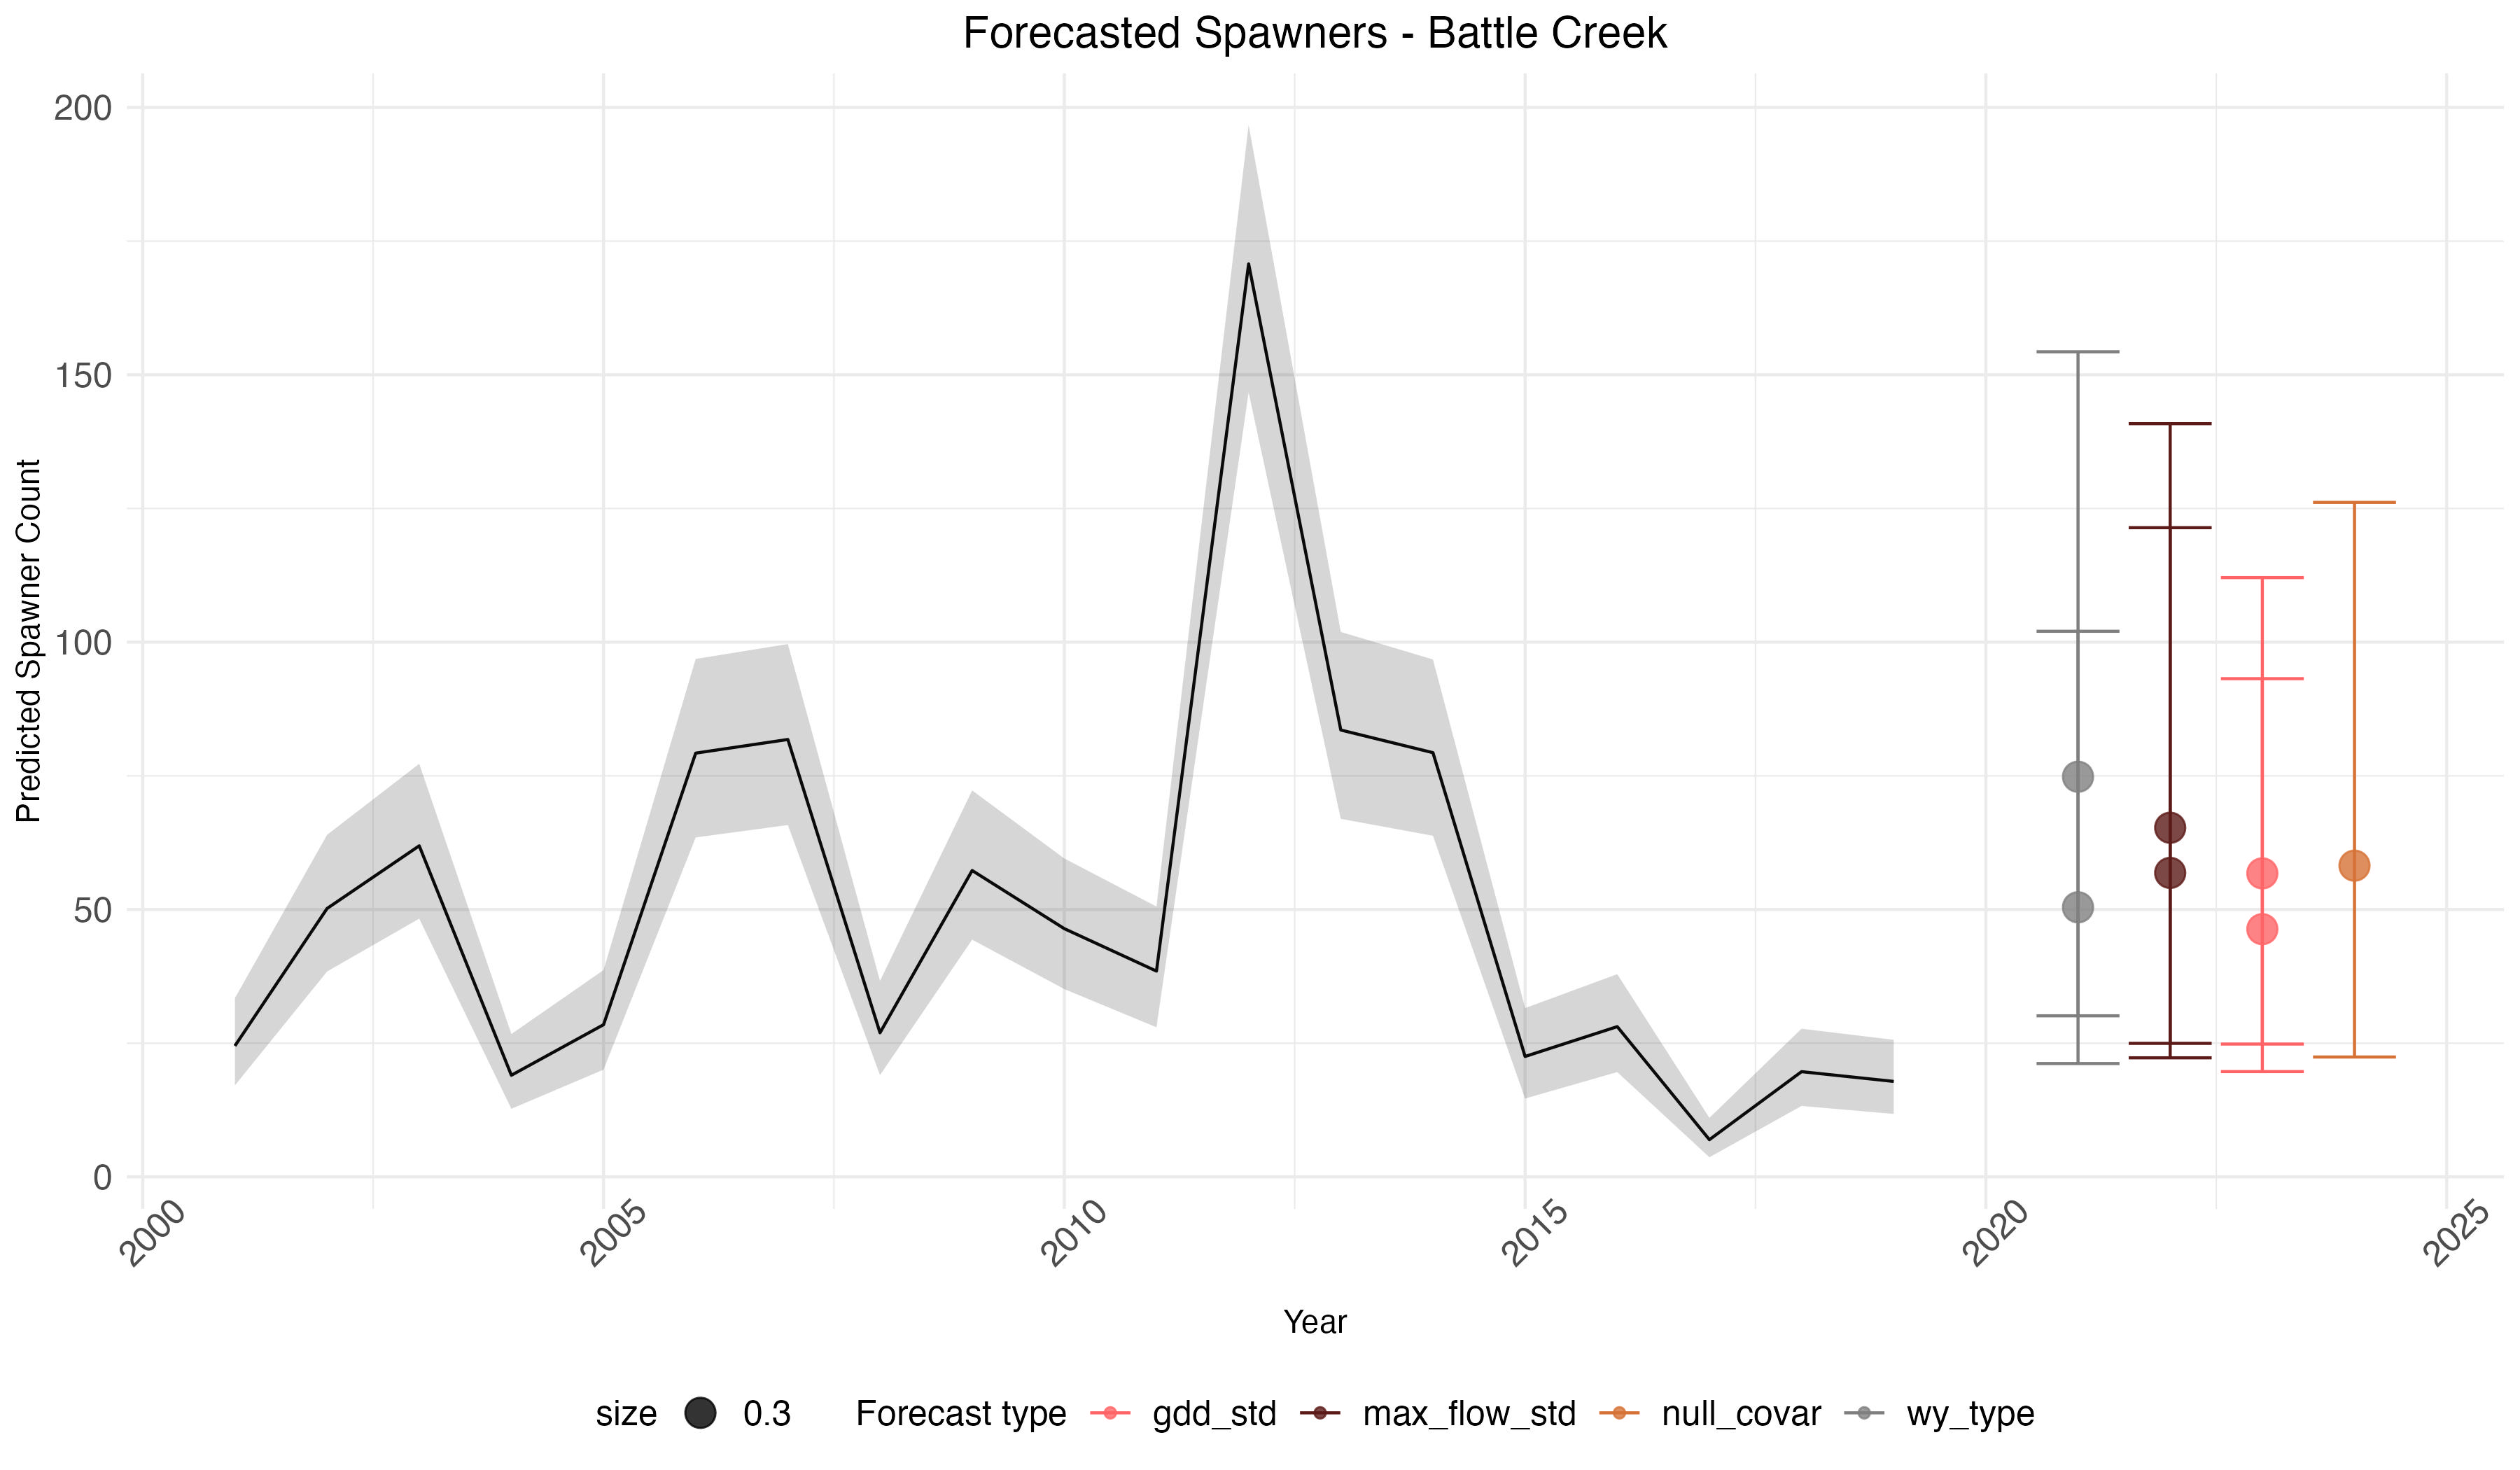 Forecasted Spawners - Battle Creek
Predicted Spawner Count
200
150
100
50
0
2000
2005
2010
2015
2020
2025
Year
size 0.3 Forecast type gdd_std max_flow_std null_covar wy_type